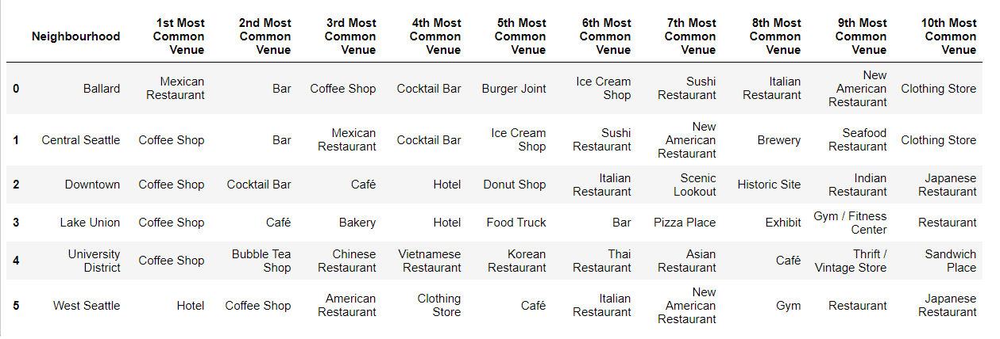 Neighbourhood 1st Most Common Venue 2nd Most Common Venue 3rd Most Common Venue 4th Most Common Venue 5th Most Common Venue 6th Most Common Venue 7th Most Common Venue 8th Most Common Venue 9th Most Common Venue 10th Most Common Venue
0 Ballard Mexican Restaurant Bar Coffee Shop Cocktail Bar Burger Joint Ice Cream Shop Sushi Restaurant Italian Restaurant New American Restaurant Clothing Store
1 Central Seattle Coffee Shop Bar Mexican Restaurant Cocktail Bar Ice Cream Shop Sushi Restaurant New American Restaurant Brewery Seafood Restaurant Clothing Store
2 Downtown Coffee Shop Cocktail Bar Café Hotel Donut Shop Italian Restaurant Scenic Lookout Historic Site Indian Restaurant Japanese Restaurant
3 Lake Union Coffee Shop Café Bakery Hotel Food Truck Bar Pizza Place Exhibit Gym / Fitness Center Restaurant
4 University District Coffee Shop Bubble Tea Shop Chinese Restaurant Vietnamese Restaurant Korean Restaurant Thai Restaurant Asian Restaurant Café Thrift / Vintage Store Sandwich Place
5 West Seattle Hotel Coffee Shop American Restaurant Clothing Store Café Italian Restaurant New American Restaurant Gym Restaurant Japanese Restaurant